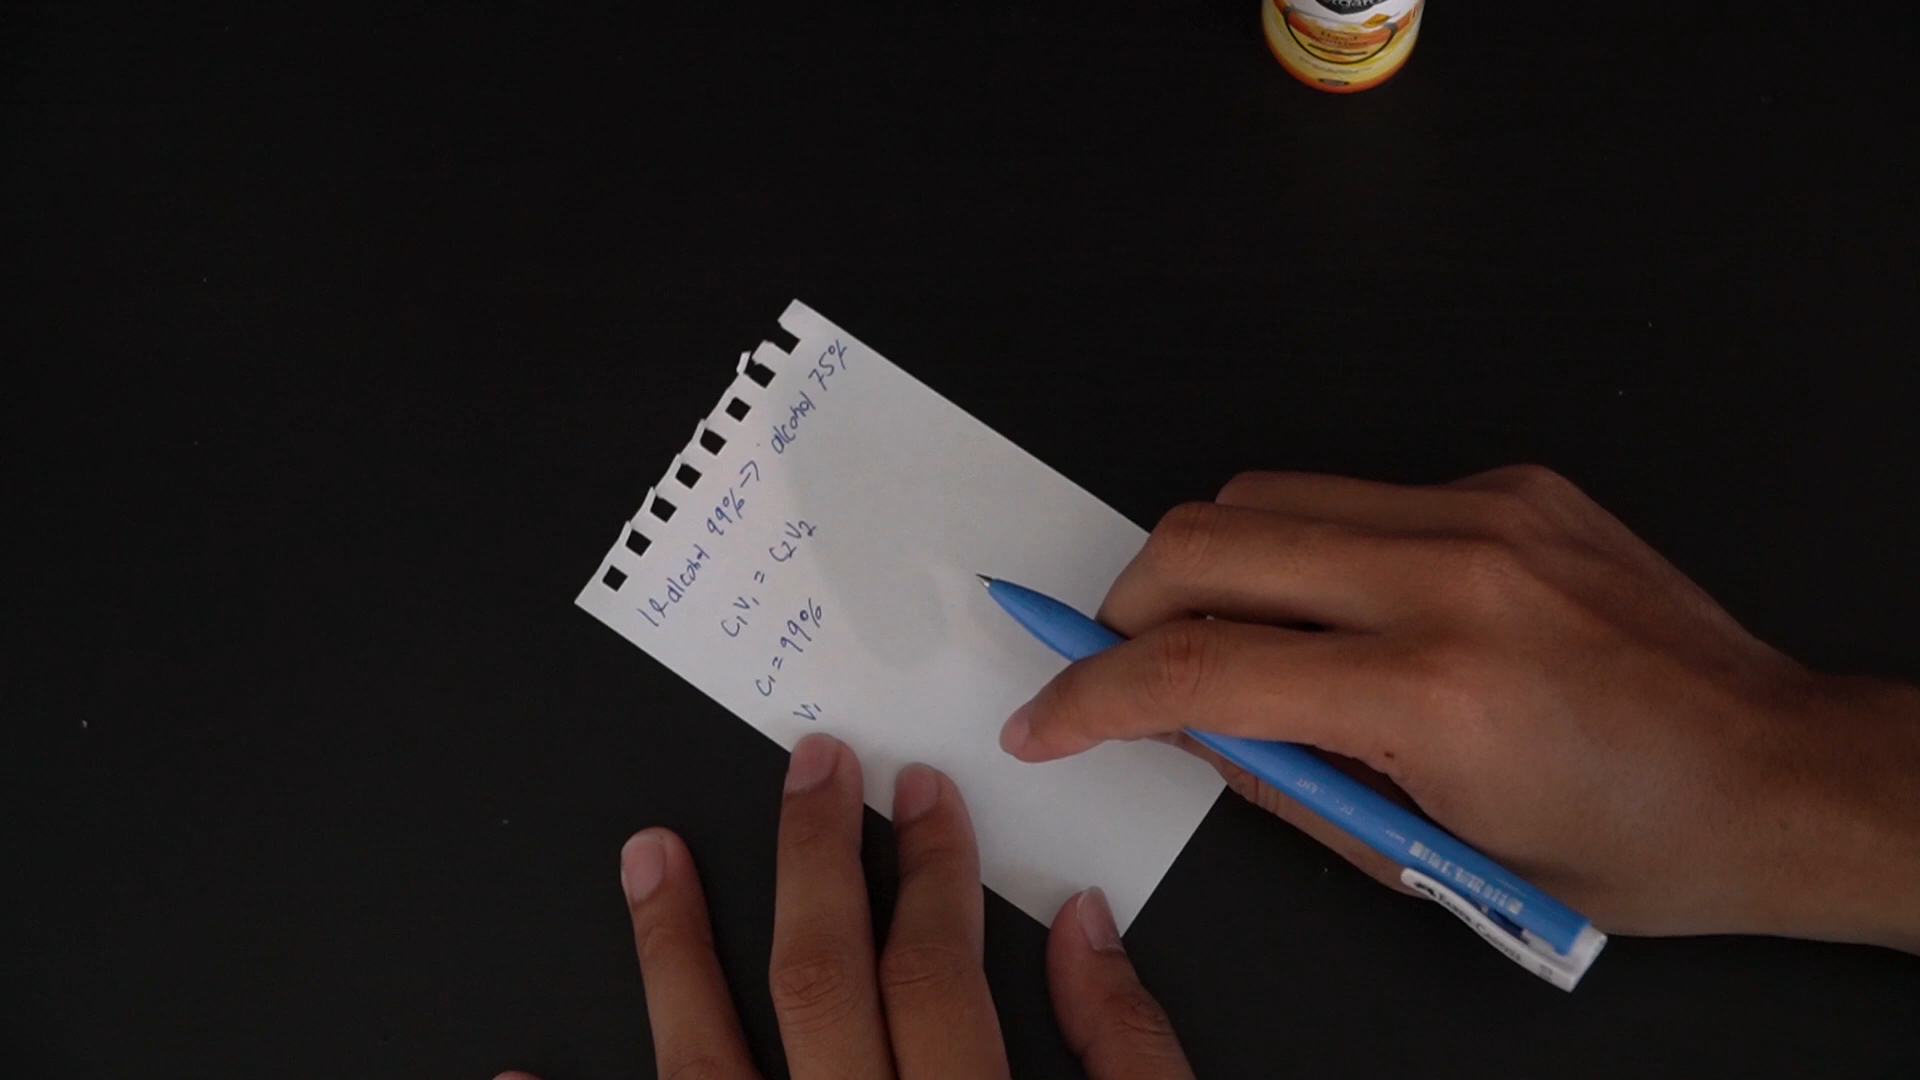 1ℓ alcohol 99% → alcohol 75%
C₁V₁ = C₂V₂
C₁ = 99%
V₁